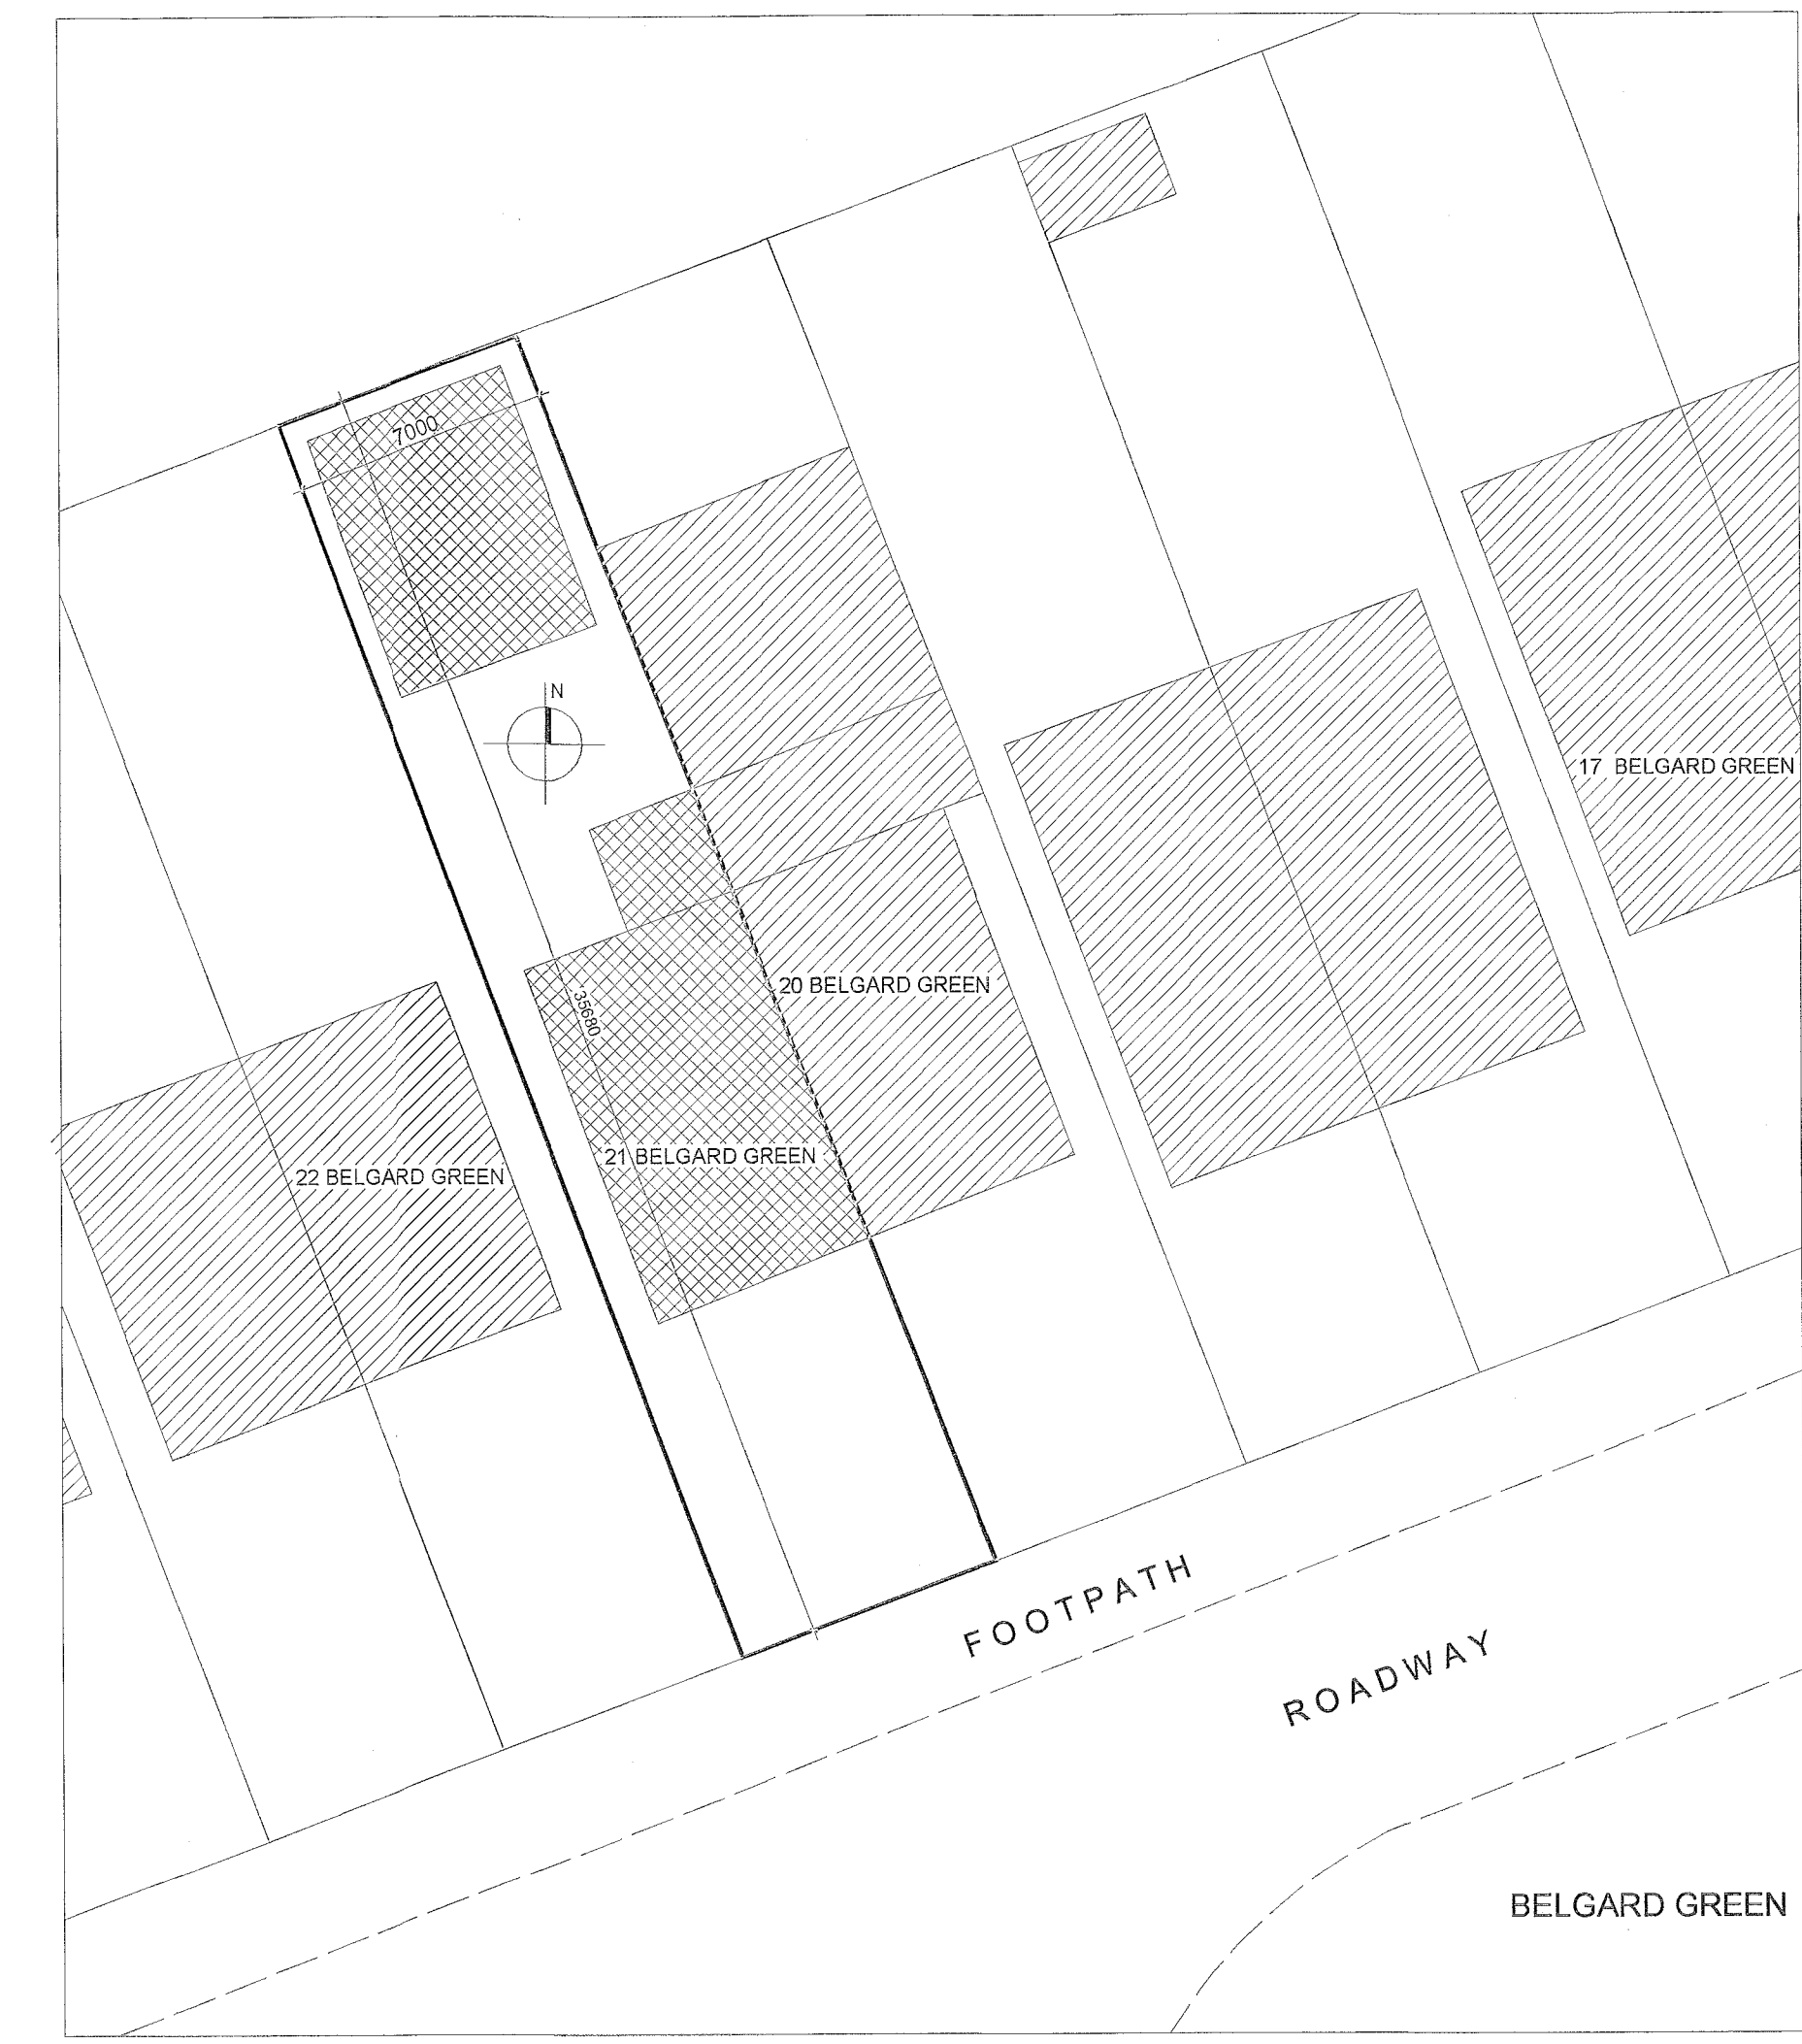 7000
N
17 BELGARD GREEN
20 BELGARD GREEN
35680
21 BELGARD GREEN
22 BELGARD GREEN
FOOTPATH
ROADWAY
BELGARD GREEN